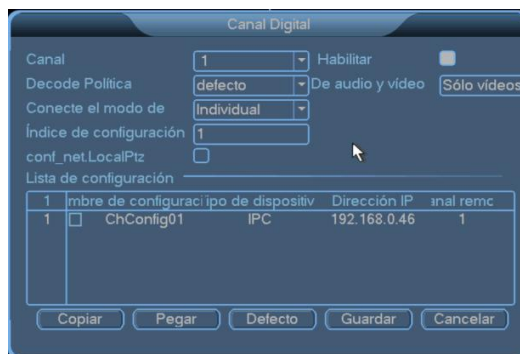 Canal Digital
Canal 1 Habilitar
Decode Política defecto De audio y vídeo Sólo vídeos
Conecte el modo de Individual
Índice de configuración 1
conf_net.LocalPtz
Lista de configuración
1 mbre de configuraci ipo de dispositiv Dirección IP anal remc
1 ChConfig01 IPC 192.168.0.46 1
Copiar Pegar Defecto Guardar Cancelar